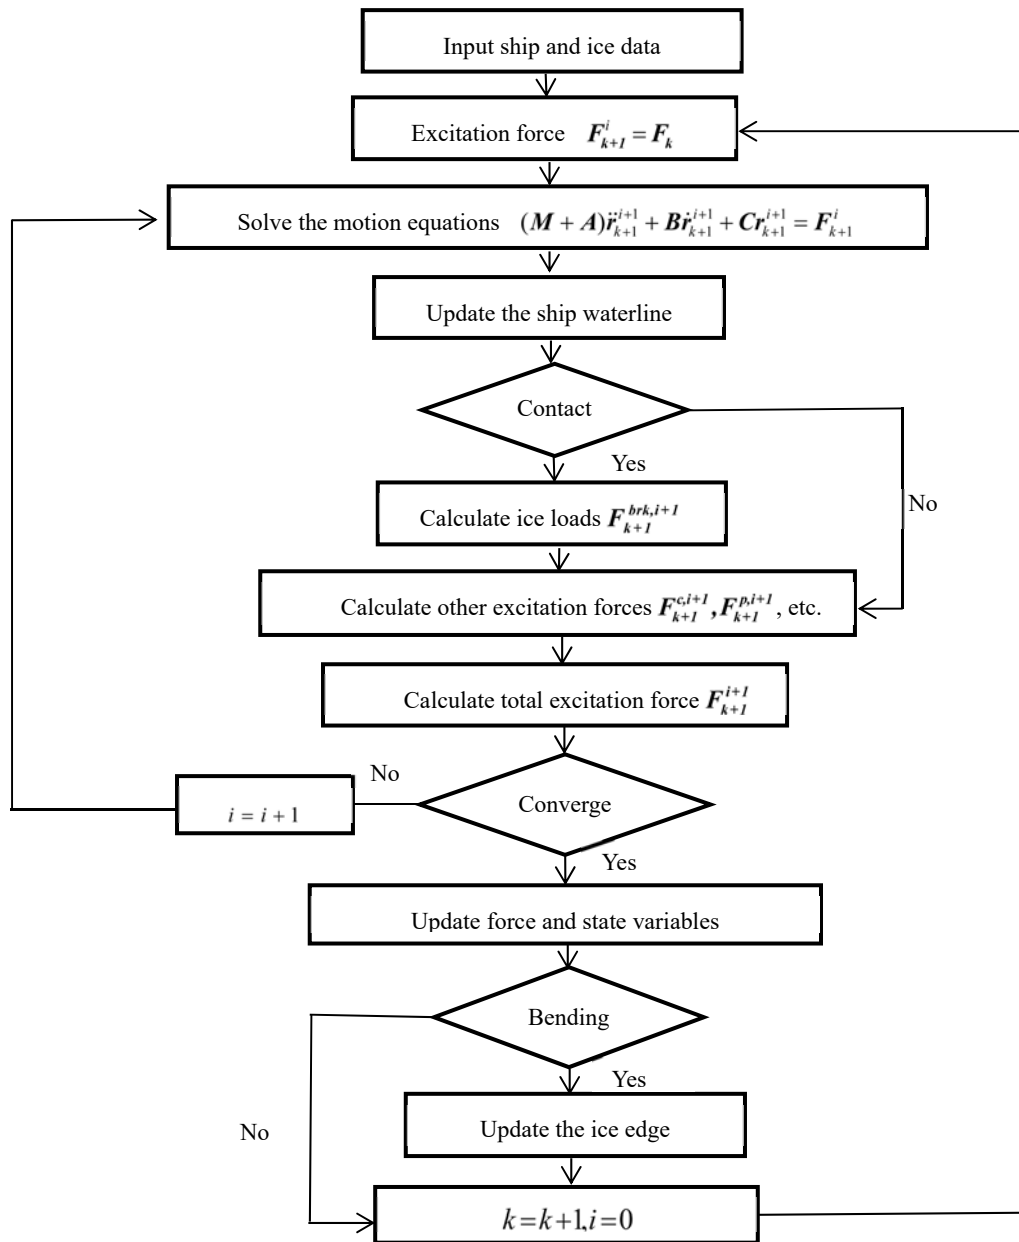 Input ship and ice data
Excitation force F^i_{k+1} = F_k
Solve the motion equations (M + A)r̈^{i+1}_{k+1} + Bṙ^{i+1}_{k+1} + Cr^{i+1}_{k+1} = F^i_{k+1}
Update the ship waterline
Contact
Yes
No
Calculate ice loads F^{brk,i+1}_{k+1}
Calculate other excitation forces F^{c,i+1}_{k+1}, F^{p,i+1}_{k+1}, etc.
Calculate total excitation force F^{i+1}_{k+1}
No
Converge
i = i + 1
Yes
Update force and state variables
Bending
Yes
No
Update the ice edge
k=k+1,i=0